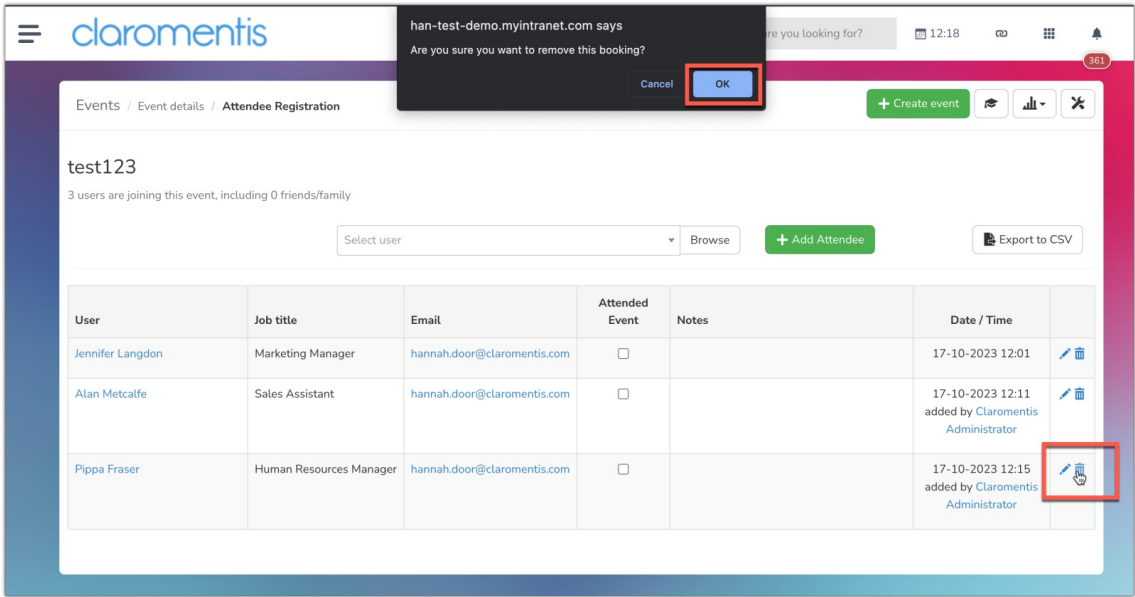 claromentis
han-test-demo.myintranet.com says
Are you sure you want to remove this booking?
Cancel
OK
re you looking for?
12:18
361
Events / Event details / Attendee Registration
+ Create event
test123
3 users are joining this event, including 0 friends/family
Select user
Browse
+ Add Attendee
Export to CSV
User
Job title
Email
Attended
Event
Notes
Date / Time
Jennifer Langdon
Marketing Manager
hannah.door@claromentis.com
17-10-2023 12:01
Alan Metcalfe
Sales Assistant
hannah.door@claromentis.com
17-10-2023 12:11
added by Claromentis
Administrator
Pippa Fraser
Human Resources Manager
hannah.door@claromentis.com
17-10-2023 12:15
added by Claromentis
Administrator